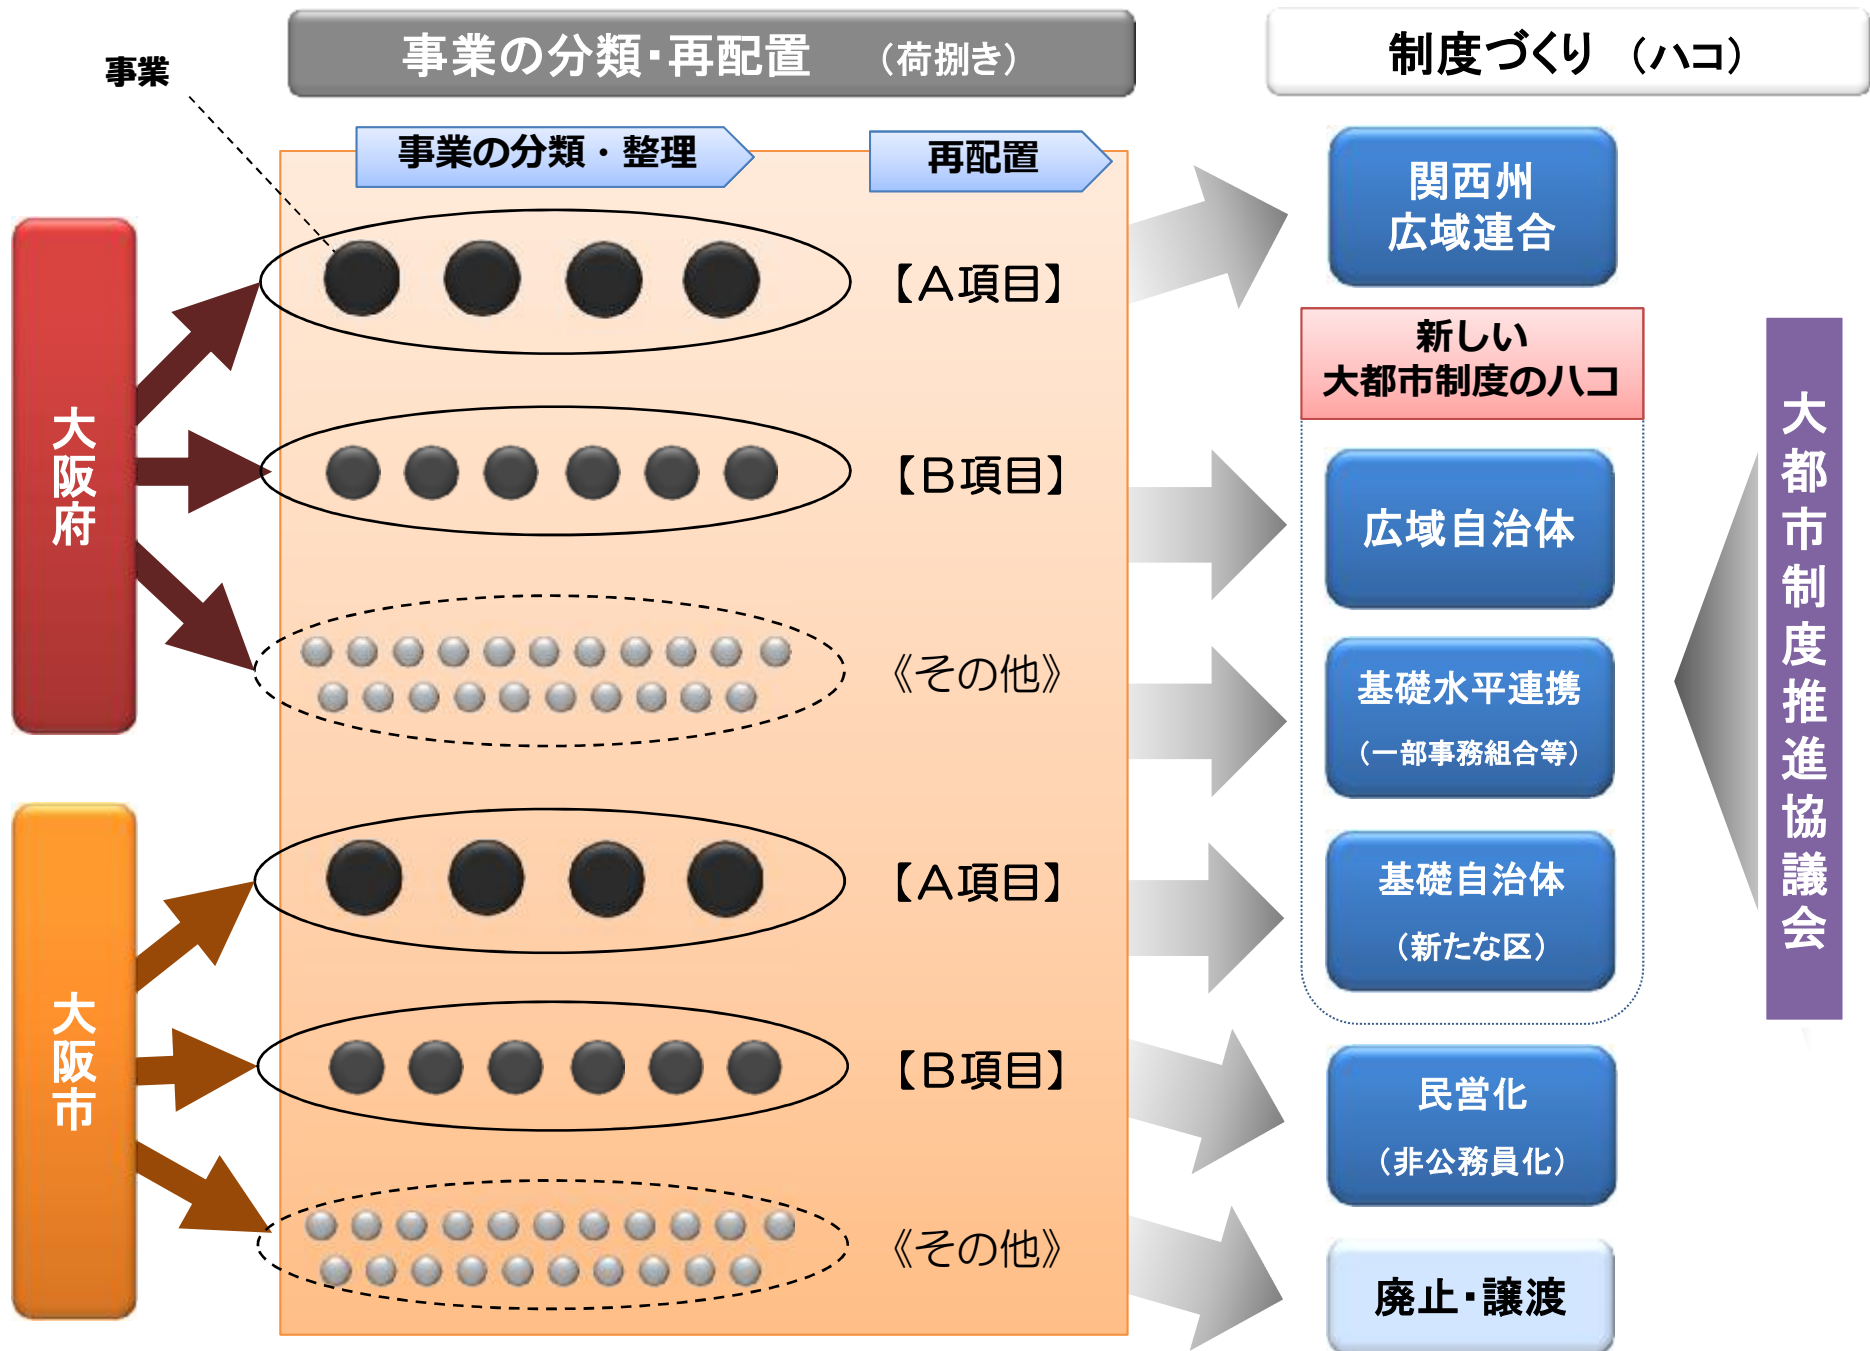 事業の分類・再配置 （荷捌き）
制度づくり （ハコ）
事業
事業の分類・整理
再配置
大阪府
【Ａ項目】
【Ｂ項目】
《その他》
大阪市
【Ａ項目】
【Ｂ項目】
《その他》
関西州
広域連合
新しい
大都市制度のハコ
広域自治体
基礎水平連携
（一部事務組合等）
基礎自治体
（新たな区）
民営化
（非公務員化）
廃止・譲渡
大都市制度推進協議会